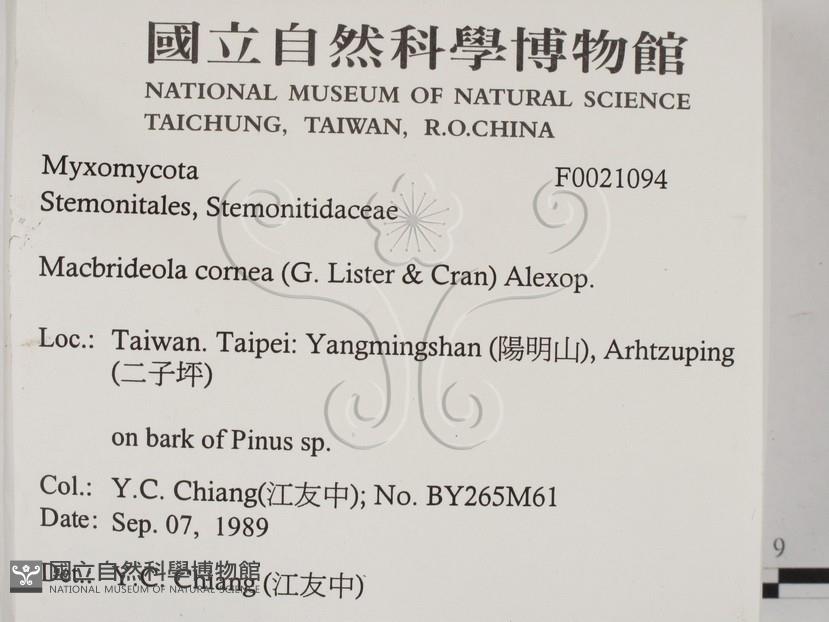 國立自然科學博物館
NATIONAL MUSEUM OF NATURAL SCIENCE
TAICHUNG, TAIWAN, R.O.CHINA
Myxomycota F0021094
Stemonitales, Stemonitidaceae
Macbrideola cornea (G. Lister & Cran) Alexop.
Loc.: Taiwan. Taipei: Yangmingshan (陽明山), Arhtzuping
(二子坪)
on bark of Pinus sp.
Col.: Y.C. Chiang(江友中); No. BY265M61
Date: Sep. 07, 1989
Det.: Y.C. Chiang (江友中)
國立自然科學博物館
NATIONAL MUSEUM OF NATURAL SCIENCE
9